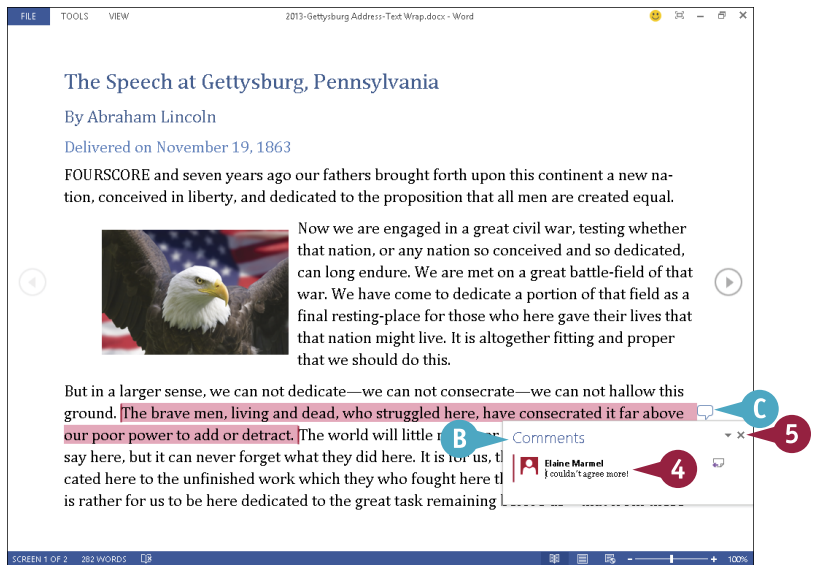 FILE TOOLS VIEW 2013-Gettysburg Address-Text Wrap.docx - Word
The Speech at Gettysburg, Pennsylvania
By Abraham Lincoln
Delivered on November 19, 1863
FOURSCORE and seven years ago our fathers brought forth upon this continent a new na-
tion, conceived in liberty, and dedicated to the proposition that all men are created equal.
Now we are engaged in a great civil war, testing whether
that nation, or any nation so conceived and so dedicated,
can long endure. We are met on a great battle-field of that
war. We have come to dedicate a portion of that field as a
final resting-place for those who here gave their lives that
that nation might live. It is altogether fitting and proper
that we should do this.
But in a larger sense, we can not dedicate—we can not consecrate—we can not hallow this
ground. The brave men, living and dead, who struggled here, have consecrated it far above
C
our poor power to add or detract. The world will little
B
Comments
5
say here, but it can never forget what they did here. It is for us,
Elaine Marmel
I couldn't agree more!
4
cated here to the unfinished work which they who fought here
is rather for us to be here dedicated to the great task remaining
SCREEN 1 OF 2 282 WORDS 100%